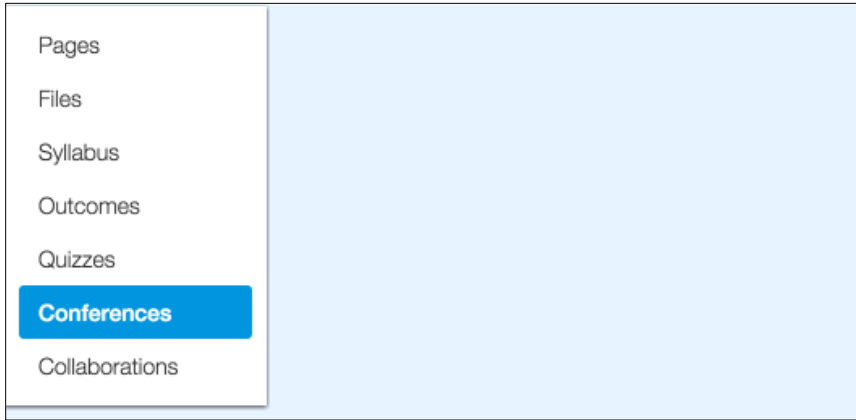 Pages
Files
Syllabus
Outcomes
Quizzes
Conferences
Collaborations